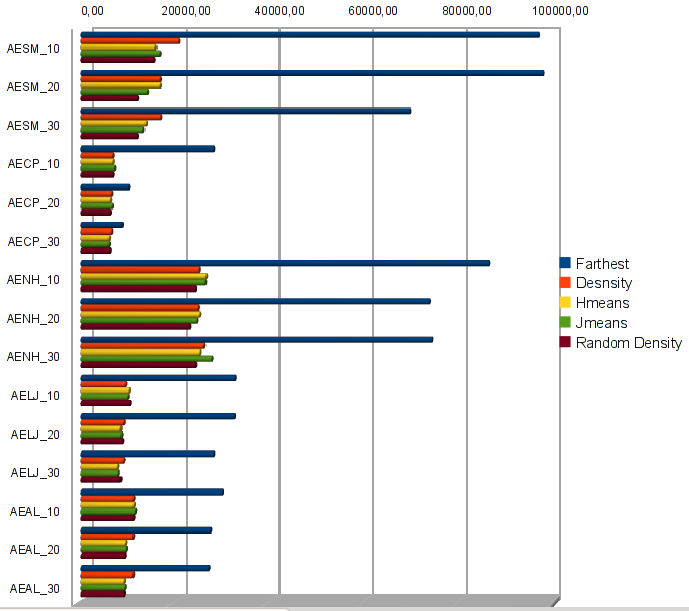 0,00 20000,00 40000,00 60000,00 80000,00 100000,00
AESM_10
AESM_20
AESM_30
AECP_10
AECP_20
AECP_30
AENH_10
AENH_20
AENH_30
AELJ_10
AELJ_20
AELJ_30
AEAL_10
AEAL_20
AEAL_30
Farthest
Desnsity
Hmeans
Jmeans
Random Density